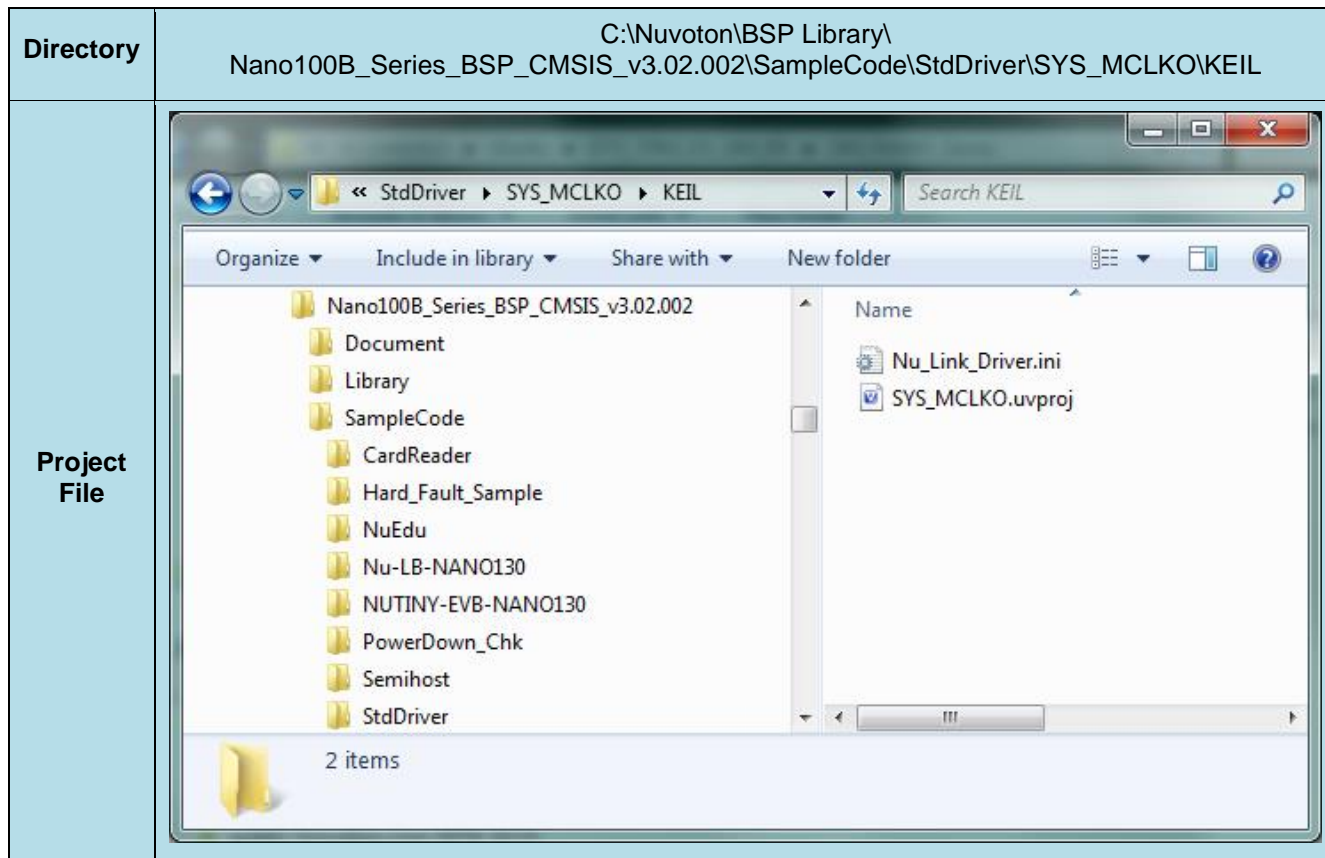 Directory
C:\Nuvoton\BSP Library\
Nano100B_Series_BSP_CMSIS_v3.02.002\SampleCode\StdDriver\SYS_MCLKO\KEIL
Project
File
« StdDriver ▸ SYS_MCLKO ▸ KEIL
Search KEIL
Organize ▾ Include in library ▾ Share with ▾ New folder
Nano100B_Series_BSP_CMSIS_v3.02.002
Document
Library
SampleCode
CardReader
Hard_Fault_Sample
NuEdu
Nu-LB-NANO130
NUTINY-EVB-NANO130
PowerDown_Chk
Semihost
StdDriver
Name
Nu_Link_Driver.ini
SYS_MCLKO.uvproj
2 items